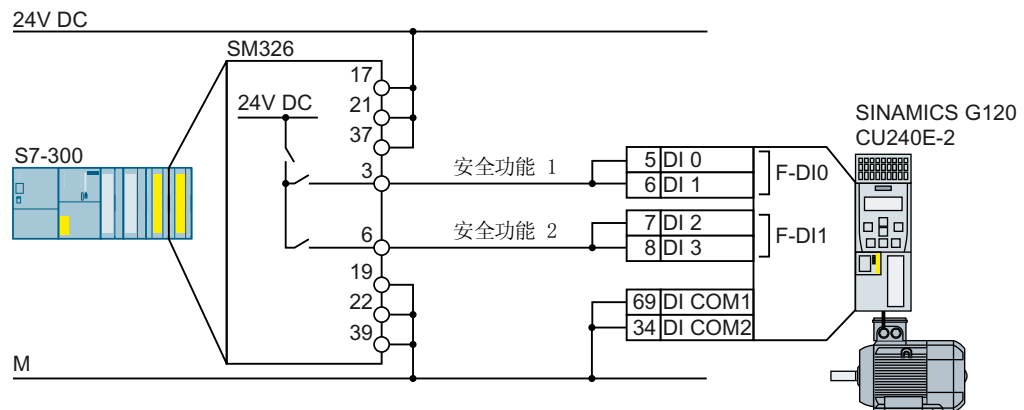 24V DC
SM326
17
24V DC
21
37
S7-300
3
安全功能 1
5 DI 0
6 DI 1
F-DI0
SINAMICS G120
CU240E-2
6
安全功能 2
7 DI 2
8 DI 3
F-DI1
19
22
39
69 DI COM1
34 DI COM2
M